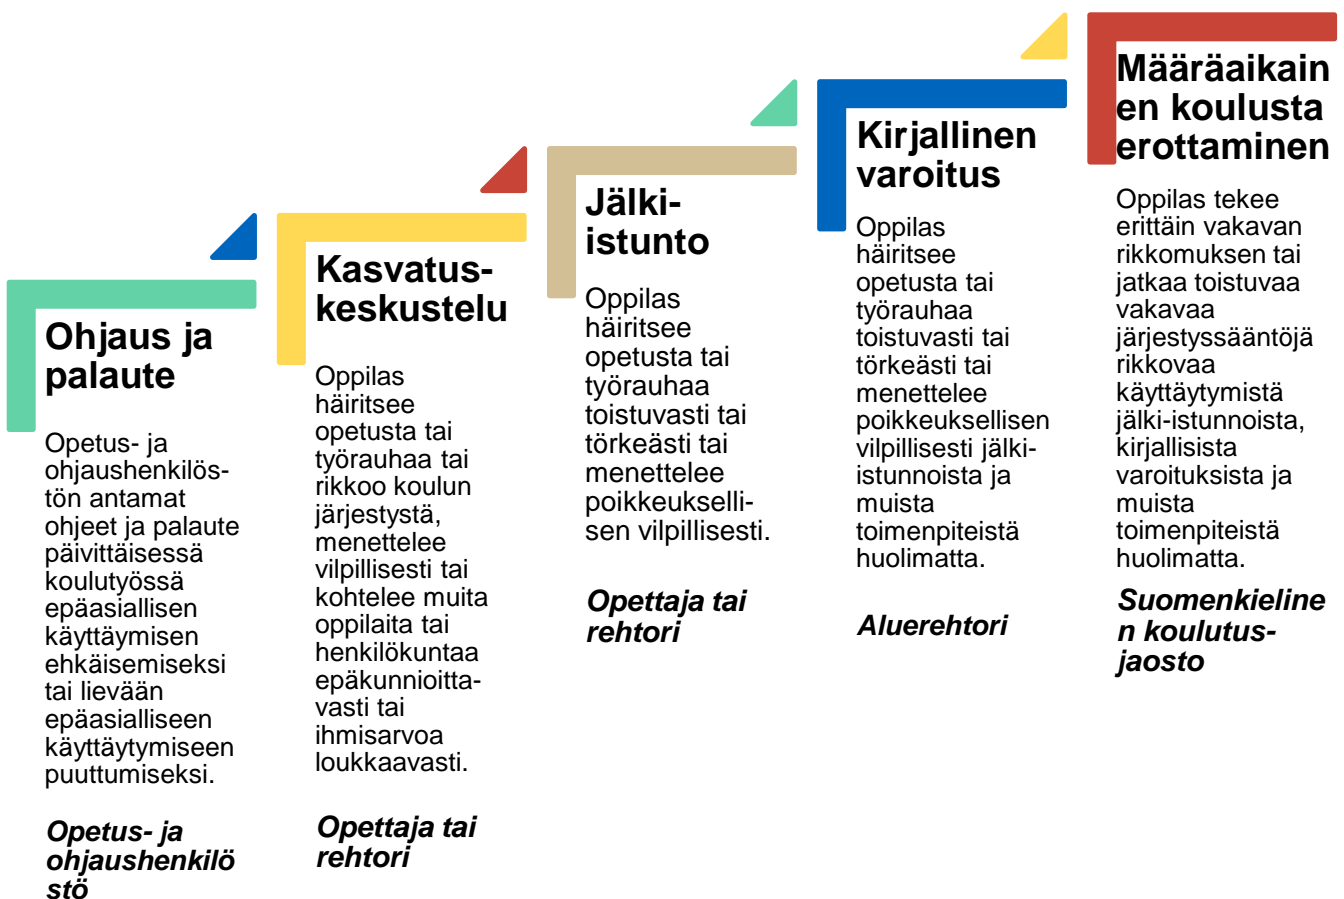 Ohjaus ja
palaute
Opetus- ja
ohjaushenkilös-
tön antamat
ohjeet ja palaute
päivittäisessä
koulutyössä
epäasiallisen
käyttäymisen
ehkäisemiseksi
tai lievään
epäasialliseen
käyttäytymiseen
puuttumiseksi.
Opetus- ja
ohjaushenkilö
stö
Kasvatus-
keskustelu
Oppilas
häiritsee
opetusta tai
työrauhaa tai
rikkoo koulun
järjestystä,
menettelee
vilpillisesti tai
kohtelee muita
oppilaita tai
henkilökuntaa
epäkunnioitta-
vasti tai
ihmisarvoa
loukkaavasti.
Opettaja tai
rehtori
Jälki-
istunto
Oppilas
häiritsee
opetusta tai
työrauhaa
toistuvasti tai
törkeästi tai
menettelee
poikkeukselli-
sen vilpillisesti.
Opettaja tai
rehtori
Kirjallinen
varoitus
Oppilas
häiritsee
opetusta tai
työrauhaa
toistuvasti tai
törkeästi tai
menettelee
poikkeuksellisen
vilpillisesti jälki-
istunnoista ja
muista
toimenpiteistä
huolimatta.
Aluerehtori
Määräaikain
en koulusta
erottaminen
Oppilas tekee
erittäin vakavan
rikkomuksen tai
jatkaa toistuvaa
vakavaa
järjestyssääntöjä
rikkovaa
käyttäytymistä
jälki-istunnoista,
kirjallisista
varoituksista ja
muista
toimenpiteistä
huolimatta.
Suomenkieline
n koulutus-
jaosto